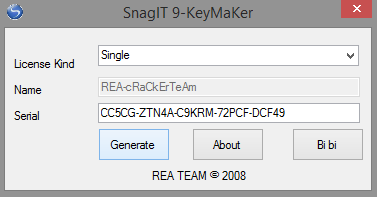 SnagIT 9-KeyMaKer
License Kind Single
Name REA-cRaCkErTeAm
Serial CC5CG-ZTN4A-C9KRM-72PCF-DCF49
Generate About Bi bi
REA TEAM @ 2008